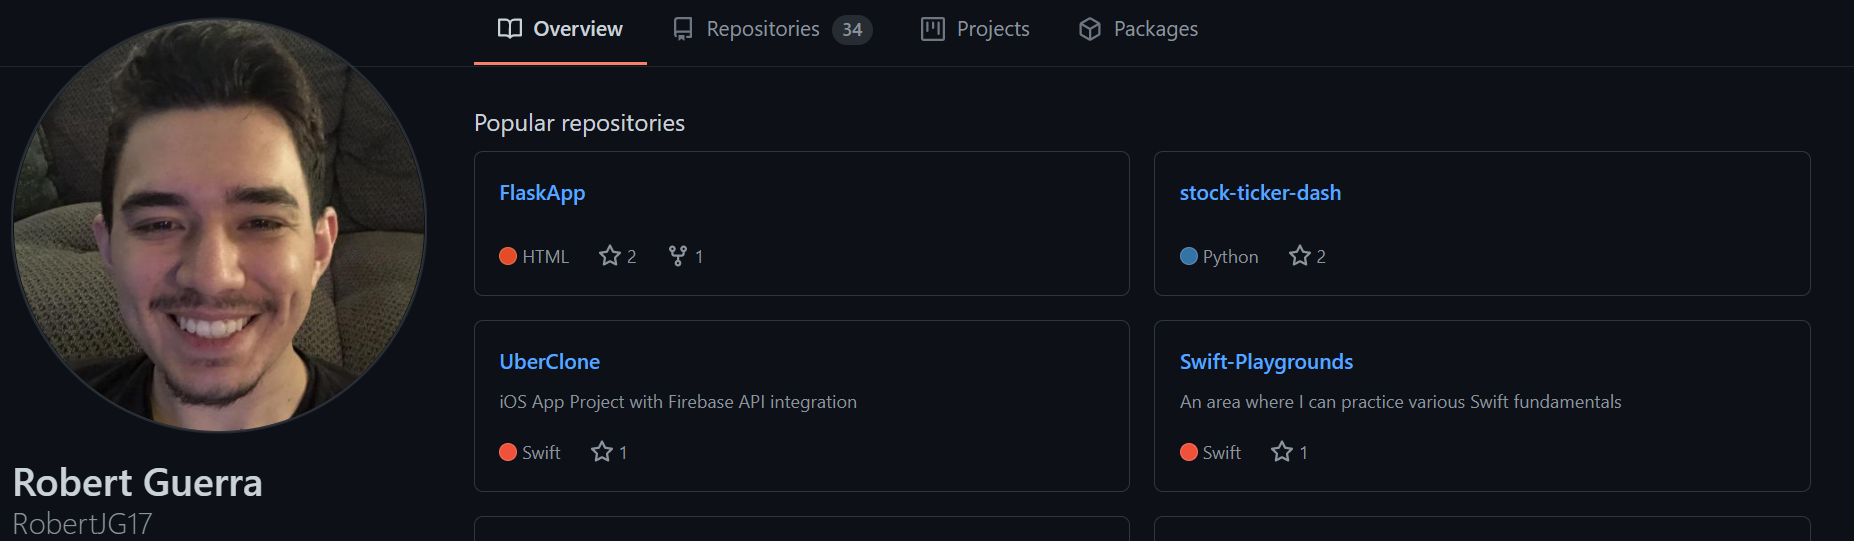 Overview Repositories 34 Projects Packages
Popular repositories
FlaskApp
HTML 2 1
stock-ticker-dash
Python 2
UberClone
iOS App Project with Firebase API integration
Swift 1
Swift-Playgrounds
An area where I can practice various Swift fundamentals
Swift 1
Robert Guerra
RobertJG17